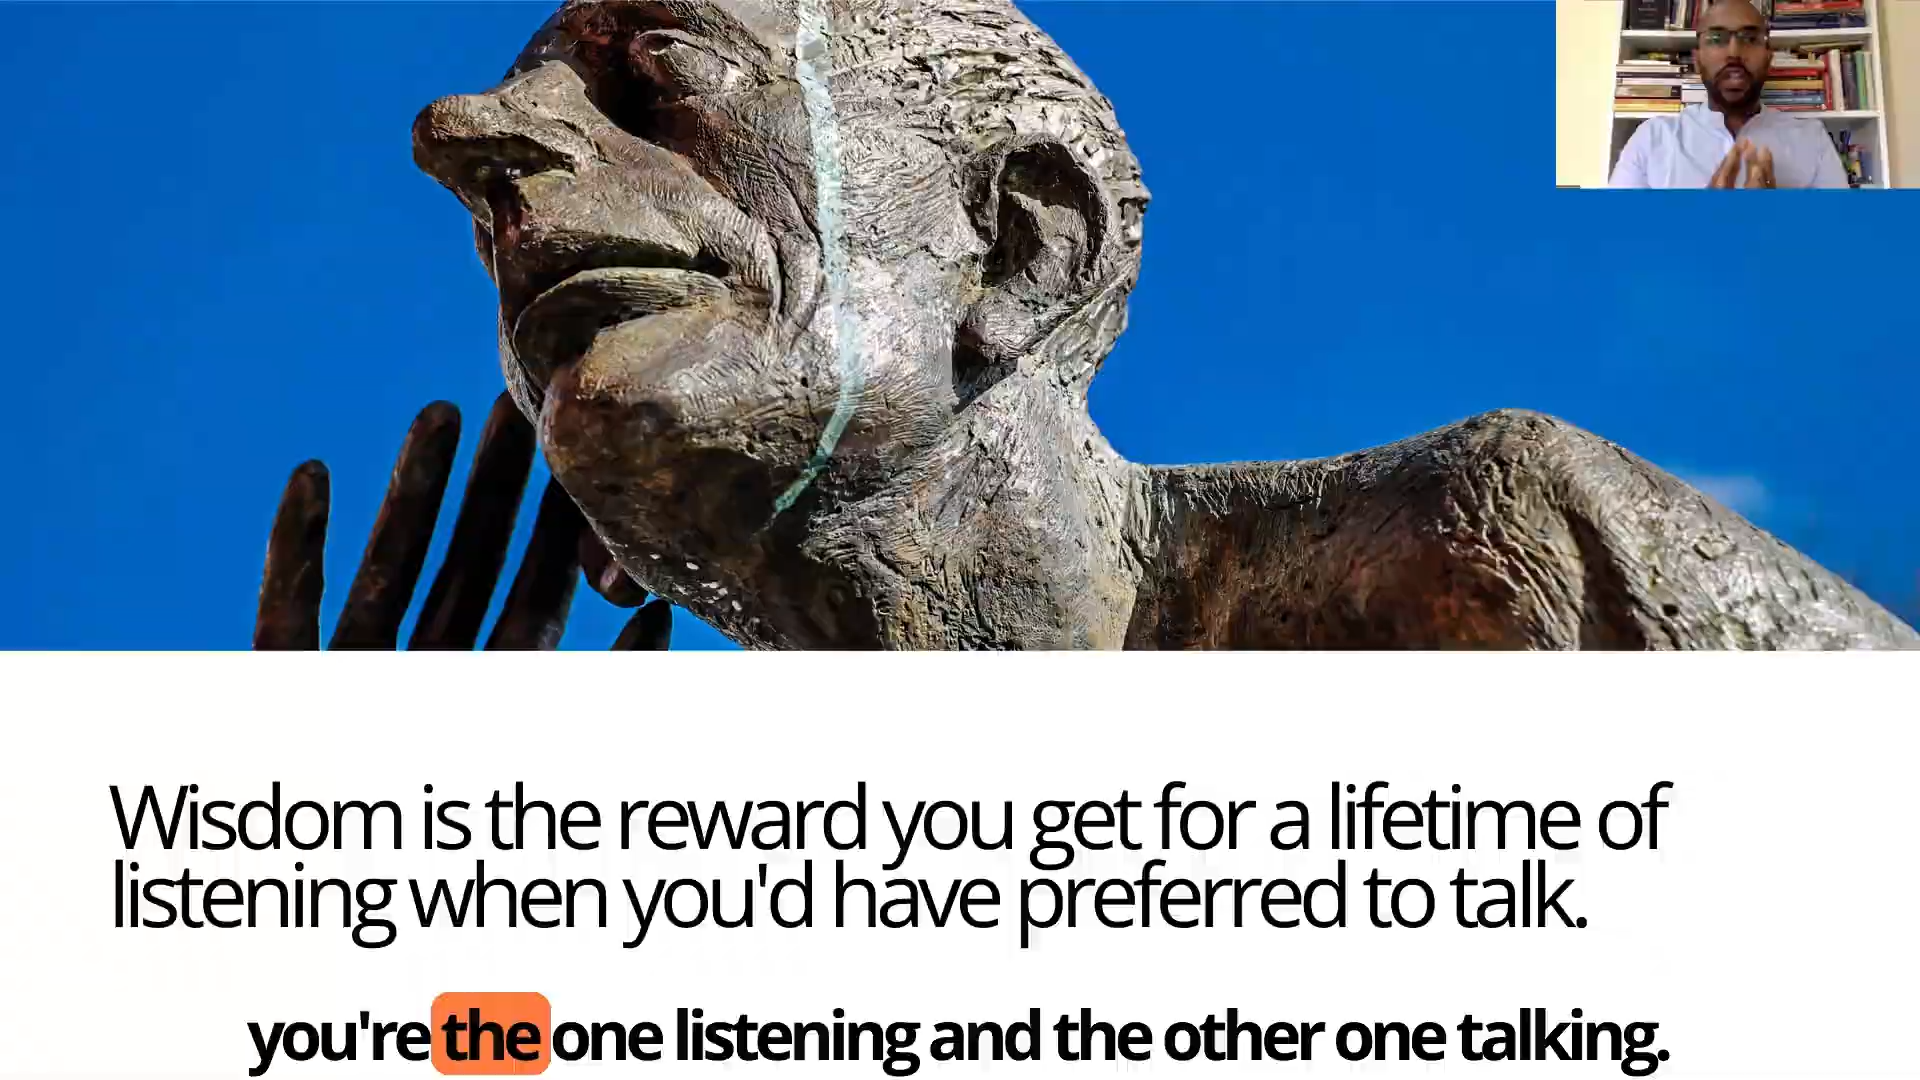 Wisdom is the reward you get for a lifetime of
listening when you'd have preferred to talk.
you're the one listening and the other one talking.